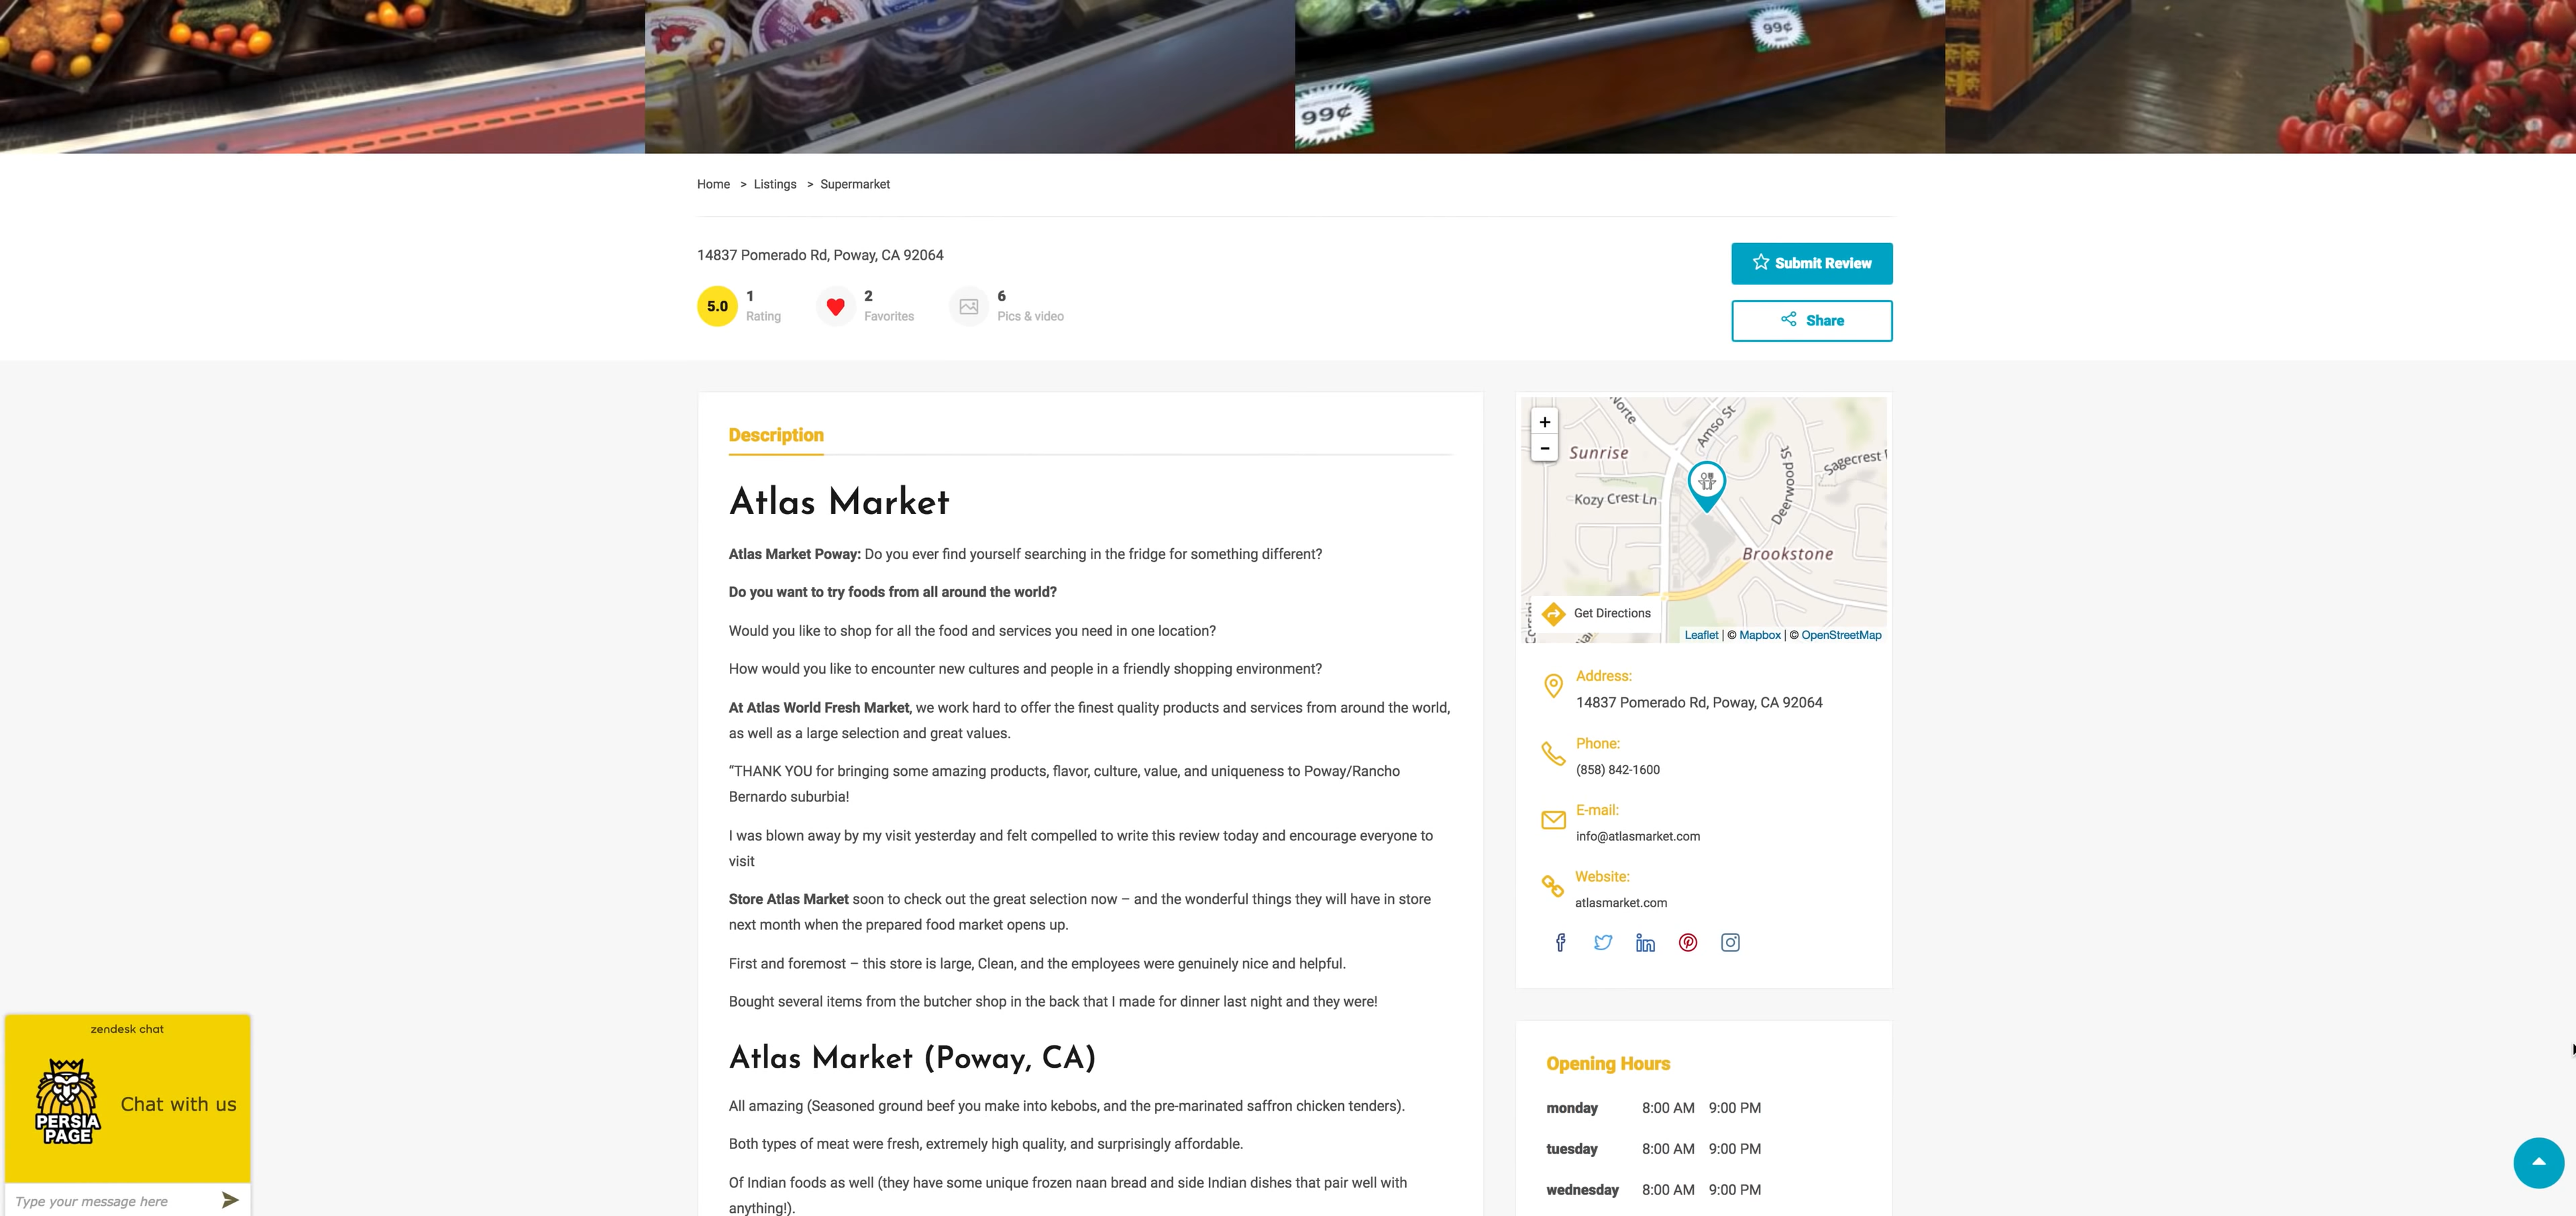 99¢
99¢
Home > Listings > Supermarket
14837 Pomerado Rd, Poway, CA 92064
5.0
1
Rating
2
Favorites
6
Pics & video
Submit Review
Share
Description
Atlas Market
Atlas Market Poway: Do you ever find yourself searching in the fridge for something different?
Do you want to try foods from all around the world?
Would you like to shop for all the food and services you need in one location?
How would you like to encounter new cultures and people in a friendly shopping environment?
At Atlas World Fresh Market, we work hard to offer the finest quality products and services from around the world,
as well as a large selection and great values.
“THANK YOU for bringing some amazing products, flavor, culture, value, and uniqueness to Poway/Rancho
Bernardo suburbia!
I was blown away by my visit yesterday and felt compelled to write this review today and encourage everyone to
visit
Store Atlas Market soon to check out the great selection now – and the wonderful things they will have in store
next month when the prepared food market opens up.
First and foremost – this store is large, Clean, and the employees were genuinely nice and helpful.
Bought several items from the butcher shop in the back that I made for dinner last night and they were!
Atlas Market (Poway, CA)
All amazing (Seasoned ground beef you make into kebobs, and the pre-marinated saffron chicken tenders).
Both types of meat were fresh, extremely high quality, and surprisingly affordable.
Of Indian foods as well (they have some unique frozen naan bread and side Indian dishes that pair well with
anything!).
+
−
Norte
Amso St
Sunrise
Deerwood St
Sagecrest
Kozy Crest Ln
Brookstone
Get Directions
Leaflet | © Mapbox | © OpenStreetMap
Address:
14837 Pomerado Rd, Poway, CA 92064
Phone:
(858) 842-1600
E-mail:
info@atlasmarket.com
Website:
atlasmarket.com
Opening Hours
monday 8:00 AM 9:00 PM
tuesday 8:00 AM 9:00 PM
wednesday 8:00 AM 9:00 PM
zendesk chat
PERSIA
PAGE
Chat with us
Type your message here